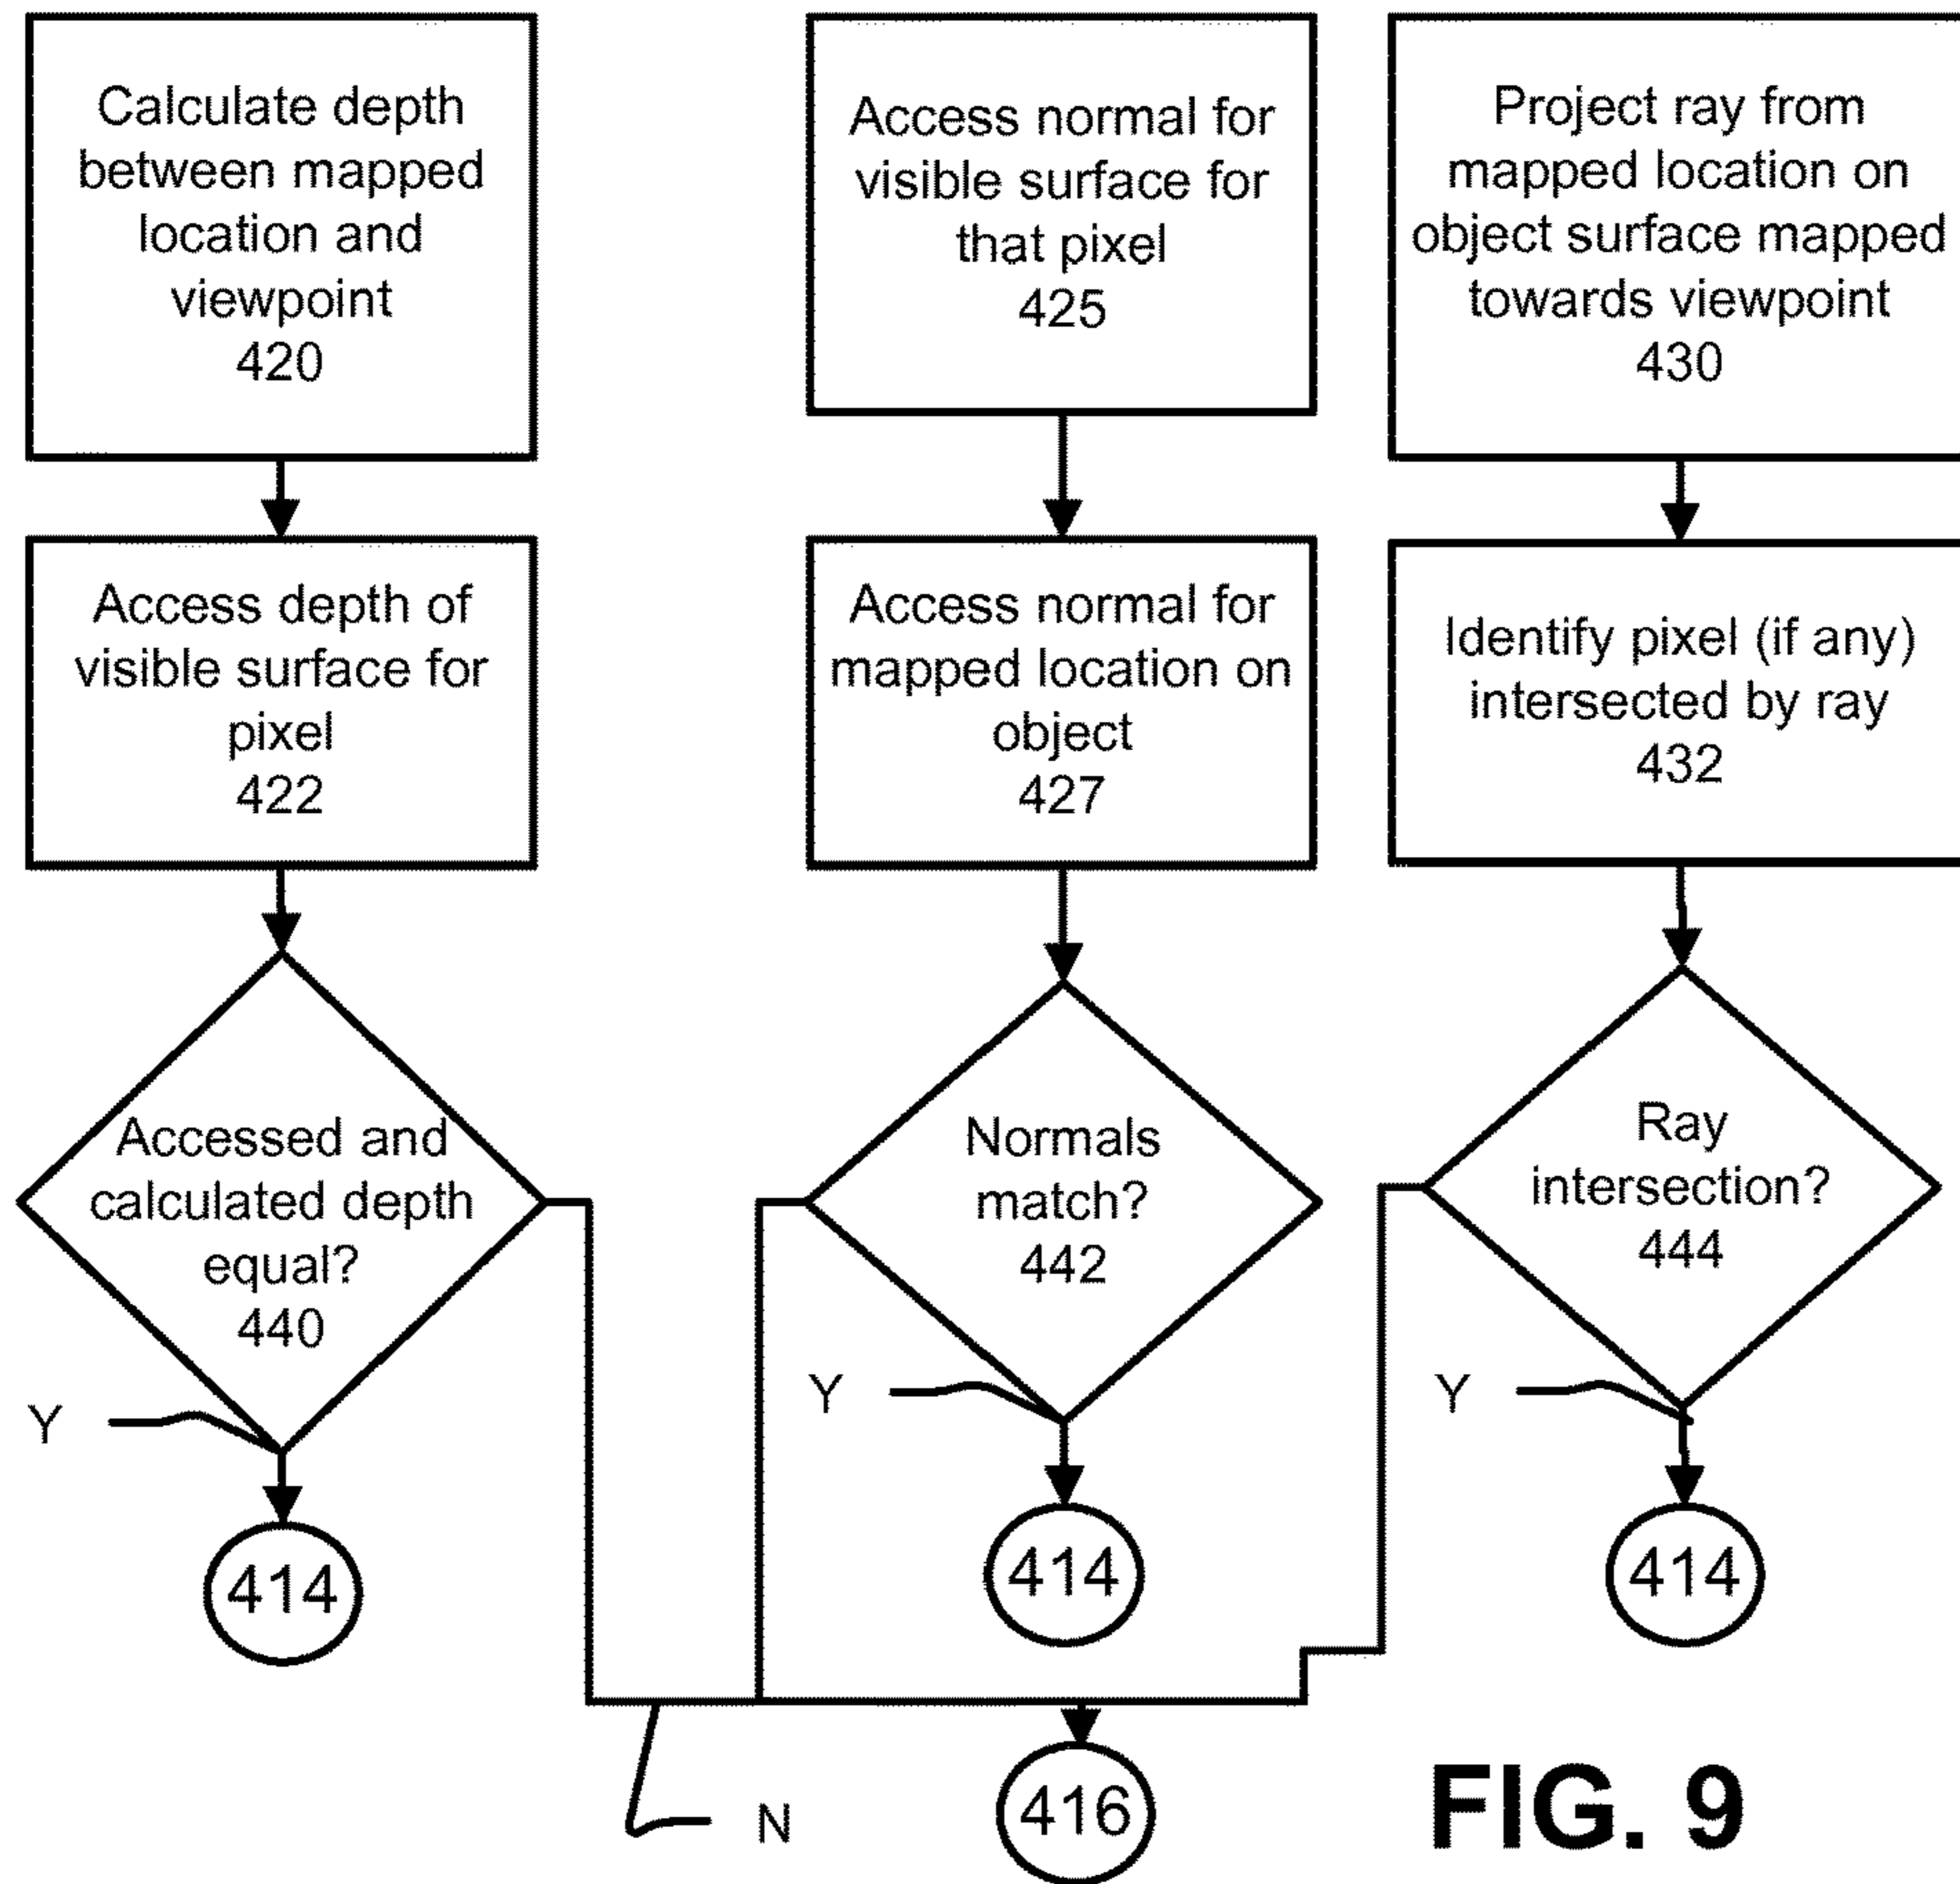 Calculate depth
between mapped
location and
viewpoint
420
Access normal for
visible surface for
that pixel
425
Project ray from
mapped location on
object surface mapped
towards viewpoint
430
Access depth of
visible surface for
pixel
422
Access normal for
mapped location on
object
427
Identify pixel (if any)
intersected by ray
432
Accessed and
calculated depth
equal?
440
Normals
match?
442
Ray
intersection?
444
Y
Y
Y
414
414
414
N
416
FIG. 9